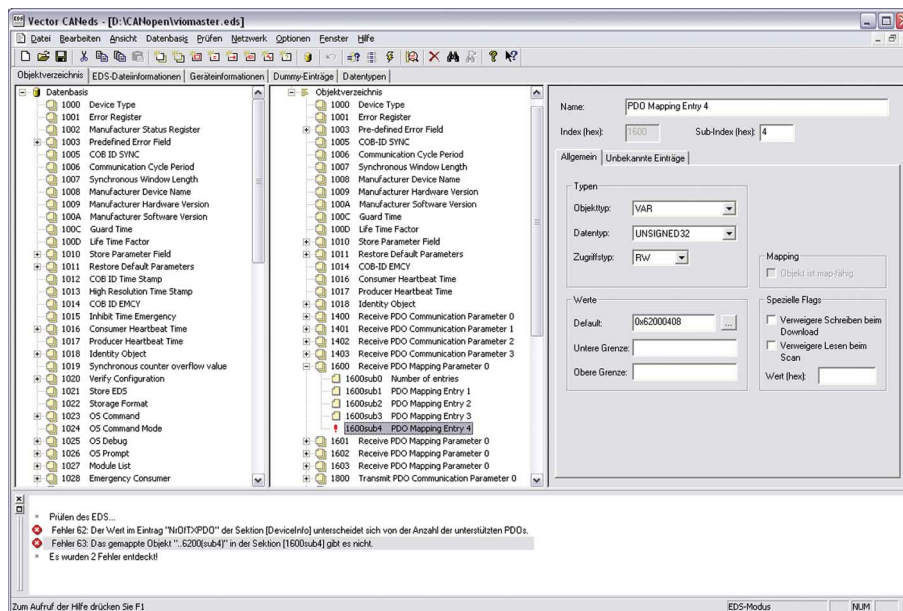 Vector CANeds - [D:\CANopen\viomaster.eds]
Datei Bearbeiten Ansicht Datenbasis Prüfen Netzwerk Optionen Fenster Hilfe
Objektverzeichnis EDS-Dateiinformationen Geräteinformationen Dummy-Einträge Datentypen
Datenbasis
1000 Device Type
1001 Error Register
1002 Manufacturer Status Register
1003 Predefined Error Field
1005 COB ID SYNC
1006 Communication Cycle Period
1007 Synchronous Window Length
1008 Manufacturer Device Name
1009 Manufacturer Hardware Version
100A Manufacturer Software Version
100C Guard Time
100D Life Time Factor
1010 Store Parameter Field
1011 Restore Default Parameters
1012 COB ID Time Stamp
1013 High Resolution Time Stamp
1014 COB ID EMCY
1015 Inhibit Time Emergency
1016 Consumer Heartbeat Time
1017 Producer Heartbeat Time
1018 Identity Object
1019 Synchronous counter overflow value
1020 Verify Configuration
1021 Store EDS
1022 Storage Format
1023 OS Command
1024 OS Command Mode
1025 OS Debug
1026 OS Prompt
1027 Module List
1028 Emergency Consumer
Objektverzeichnis
1000 Device Type
1001 Error Register
1003 Pre-defined Error Field
1005 COB-ID SYNC
1006 Communication Cycle Period
1007 Synchronous Window Length
1008 Manufacturer Device Name
1009 Manufacturer Hardware Version
100A Manufacturer Software Version
100C Guard Time
100D Life Time Factor
1010 Store Parameter Field
1011 Restore Default Parameters
1014 COB-ID EMCY
1016 Consumer Heartbeat Time
1017 Producer Heartbeat Time
1018 Identity Object
1400 Receive PDO Communication Parameter 0
1401 Receive PDO Communication Parameter 1
1402 Receive PDO Communication Parameter 2
1403 Receive PDO Communication Parameter 3
1600 Receive PDO Mapping Parameter 0
1600sub0 Number of entries
1600sub1 PDO Mapping Entry 1
1600sub2 PDO Mapping Entry 2
1600sub3 PDO Mapping Entry 3
1600sub4 PDO Mapping Entry 4
1601 Receive PDO Mapping Parameter 0
1602 Receive PDO Mapping Parameter 0
1603 Receive PDO Mapping Parameter 0
1800 Transmit PDO Communication Parameter 0
Name: PDO Mapping Entry 4
Index (hex): 1600 Sub-Index (hex): 4
Allgemein Unbekannte Einträge
Typen
Objekttyp: VAR
Datentyp: UNSIGNED32
Zugriffstyp: RW
Mapping
Objekt ist map-fähig
Werte
Default: 0x62000408 ...
Untere Grenze:
Obere Grenze:
Spezielle Flags
Verweigere Schreiben beim
Download
Verweigere Lesen beim
Scan
Wert (hex):
Prüfen des EDS...
Fehler 62: Der Wert im Eintrag "NrOfTXPDO" der Sektion [DeviceInfo] unterscheidet sich von der Anzahl der unterstützten PDOs.
Fehler 63: Das gemappte Objekt "..6200(sub4)" in der Sektion [1600sub4] gibt es nicht.
Es wurden 2 Fehler entdeckt!
Zum Aufruf der Hilfe drücken Sie F1
EDS-Modus
NUM